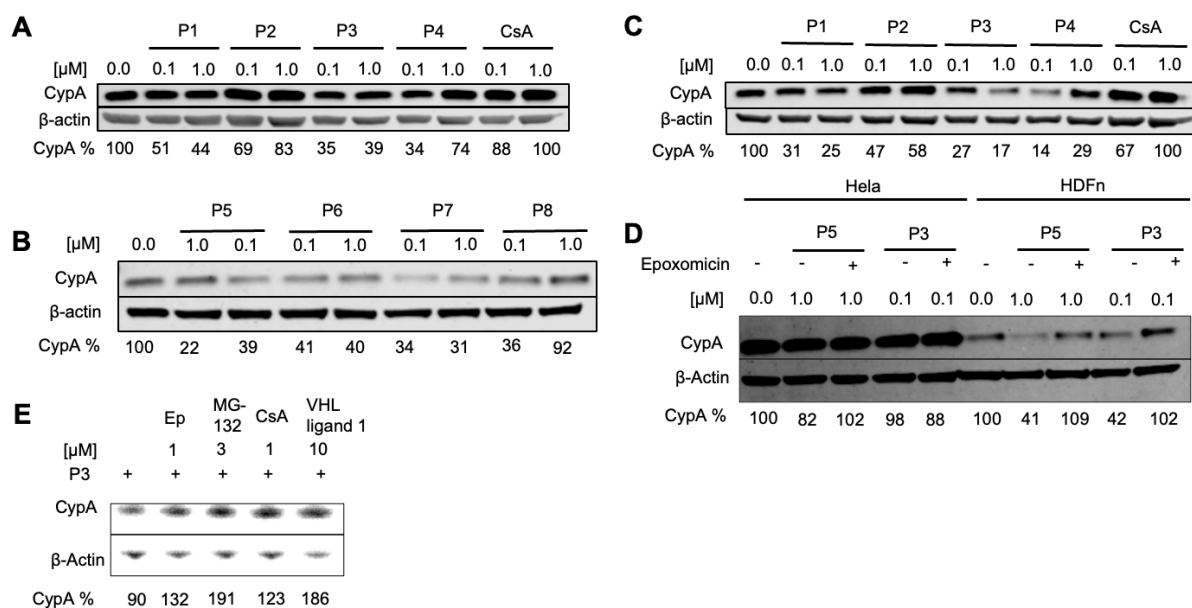 A
P1 P2 P3 P4 CsA
[µM] 0.0 0.1 1.0 0.1 1.0 0.1 1.0 0.1 1.0 0.1 1.0
CypA
β-actin
CypA % 100 51 44 69 83 35 39 34 74 88 100
B
P5 P6 P7 P8
[µM] 0.0 1.0 0.1 0.1 1.0 0.1 1.0 0.1 1.0
CypA
β-actin
CypA % 100 22 39 41 40 34 31 36 92
C
P1 P2 P3 P4 CsA
[µM] 0.0 0.1 1.0 0.1 1.0 0.1 1.0 0.1 1.0 0.1 1.0
CypA
β-actin
CypA % 100 31 25 47 58 27 17 14 29 67 100
D
Hela HDFn
P5 P3 P5 P3
Epoxomicin - - + - + - - + - +
[µM] 0.0 1.0 1.0 0.1 0.1 0.0 1.0 1.0 0.1 0.1
CypA
β-Actin
CypA % 100 82 102 98 88 100 41 109 42 102
E
Ep MG-132 CsA VHL ligand 1
[µM] 1 3 1 10
P3 + + + + +
CypA
β-Actin
CypA % 90 132 191 123 186